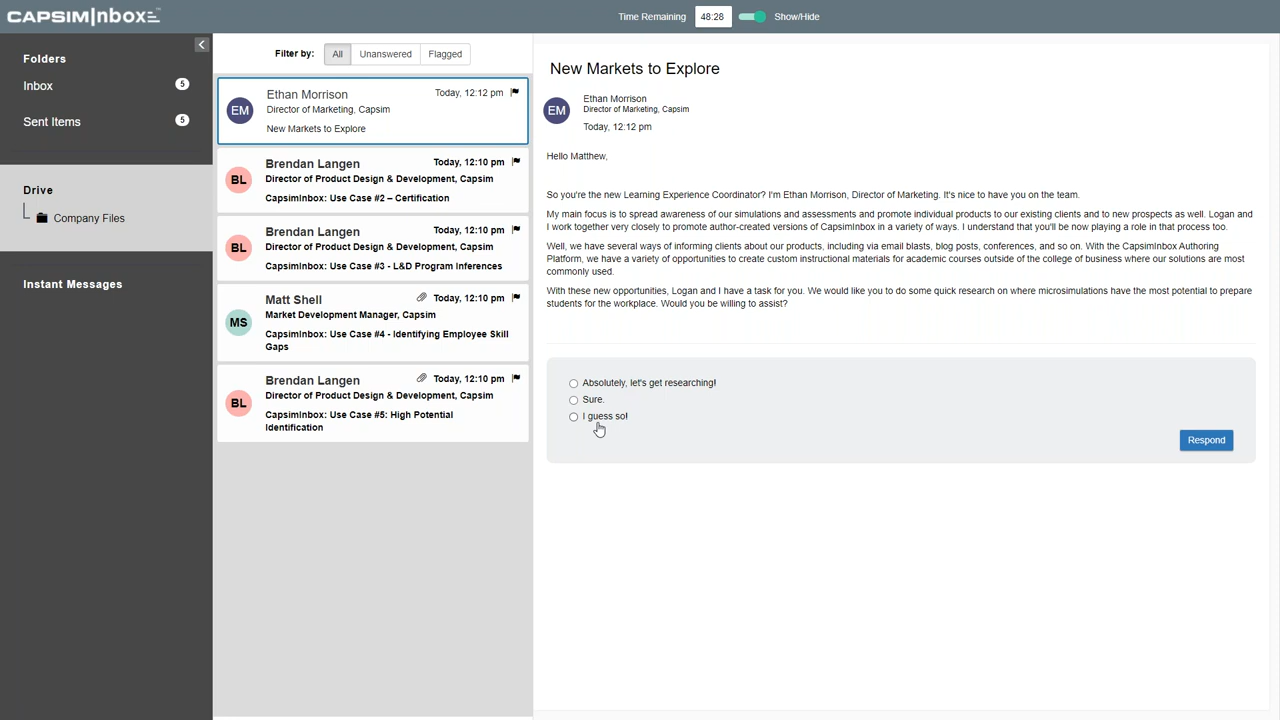 CAPSIM|nbox
Time Remaining 48:28 Show/Hide
Folders
Inbox 5
Sent Items 5
Drive
Company Files
Instant Messages
Filter by: All Unanswered Flagged
EM
Ethan Morrison Today, 12:12 pm
Director of Marketing, Capsim
New Markets to Explore
BL
Brendan Langen Today, 12:10 pm
Director of Product Design & Development, Capsim
CapsimInbox: Use Case #2 – Certification
BL
Brendan Langen Today, 12:10 pm
Director of Product Design & Development, Capsim
CapsimInbox: Use Case #3 - L&D Program Inferences
MS
Matt Shell Today, 12:10 pm
Market Development Manager, Capsim
CapsimInbox: Use Case #4 - Identifying Employee Skill
Gaps
BL
Brendan Langen Today, 12:10 pm
Director of Product Design & Development, Capsim
CapsimInbox: Use Case #5: High Potential
Identification
New Markets to Explore
EM
Ethan Morrison
Director of Marketing, Capsim
Today, 12:12 pm
Hello Matthew,
So you're the new Learning Experience Coordinator? I'm Ethan Morrison, Director of Marketing. It's nice to have you on the team.
My main focus is to spread awareness of our simulations and assessments and promote individual products to our existing clients and to new prospects as well. Logan and
I work together very closely to promote author-created versions of CapsimInbox in a variety of ways. I understand that you'll be now playing a role in that process too.
Well, we have several ways of informing clients about our products, including via email blasts, blog posts, conferences, and so on. With the CapsimInbox Authoring
Platform, we have a variety of opportunities to create custom instructional materials for academic courses outside of the college of business where our solutions are most
commonly used.
With these new opportunities, Logan and I have a task for you. We would like you to do some quick research on where microsimulations have the most potential to prepare
students for the workplace. Would you be willing to assist?
Absolutely, let's get researching!
Sure.
I guess so!
Respond